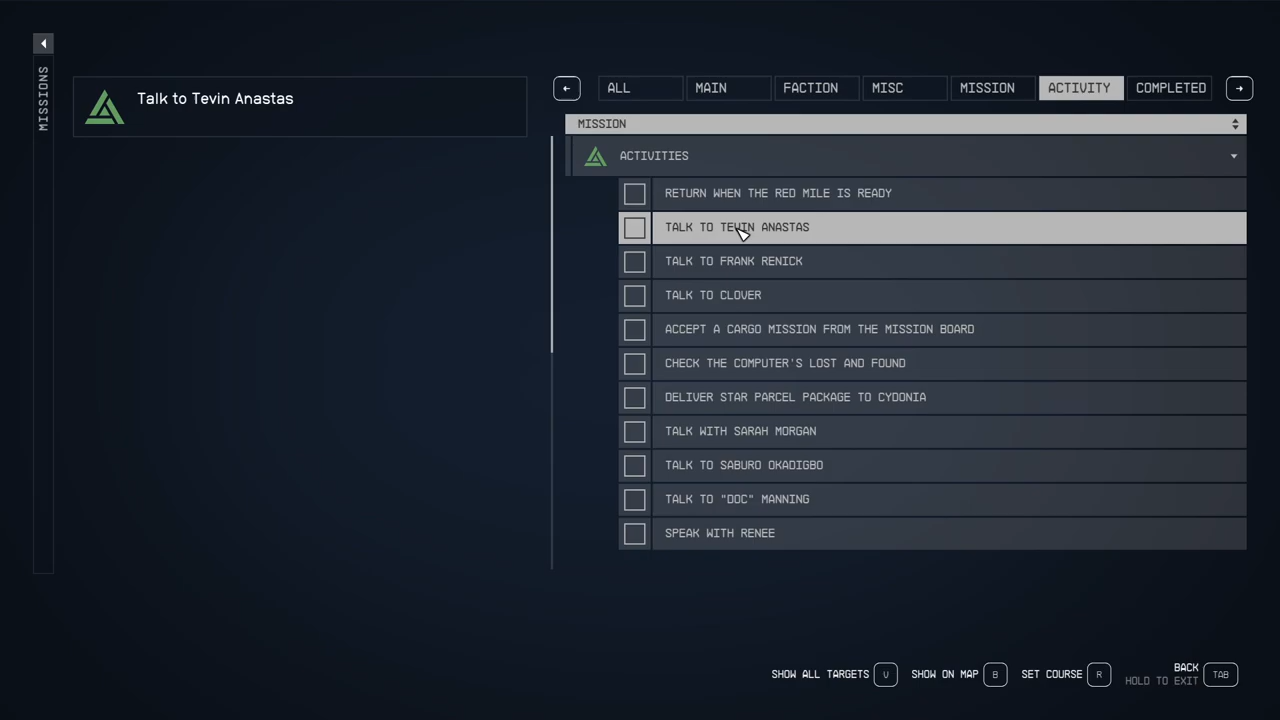 MISSIONS
Talk to Tevin Anastas
ALL MAIN FACTION MISC MISSION ACTIVITY COMPLETED
MISSION
ACTIVITIES
RETURN WHEN THE RED MILE IS READY
TALK TO TEVIN ANASTAS
TALK TO FRANK RENICK
TALK TO CLOVER
ACCEPT A CARGO MISSION FROM THE MISSION BOARD
CHECK THE COMPUTER'S LOST AND FOUND
DELIVER STAR PARCEL PACKAGE TO CYDONIA
TALK WITH SARAH MORGAN
TALK TO SABURO OKADIGBO
TALK TO "DOC" MANNING
SPEAK WITH RENEE
SHOW ALL TARGETS V SHOW ON MAP B SET COURSE R BACK TAB
HOLD TO EXIT